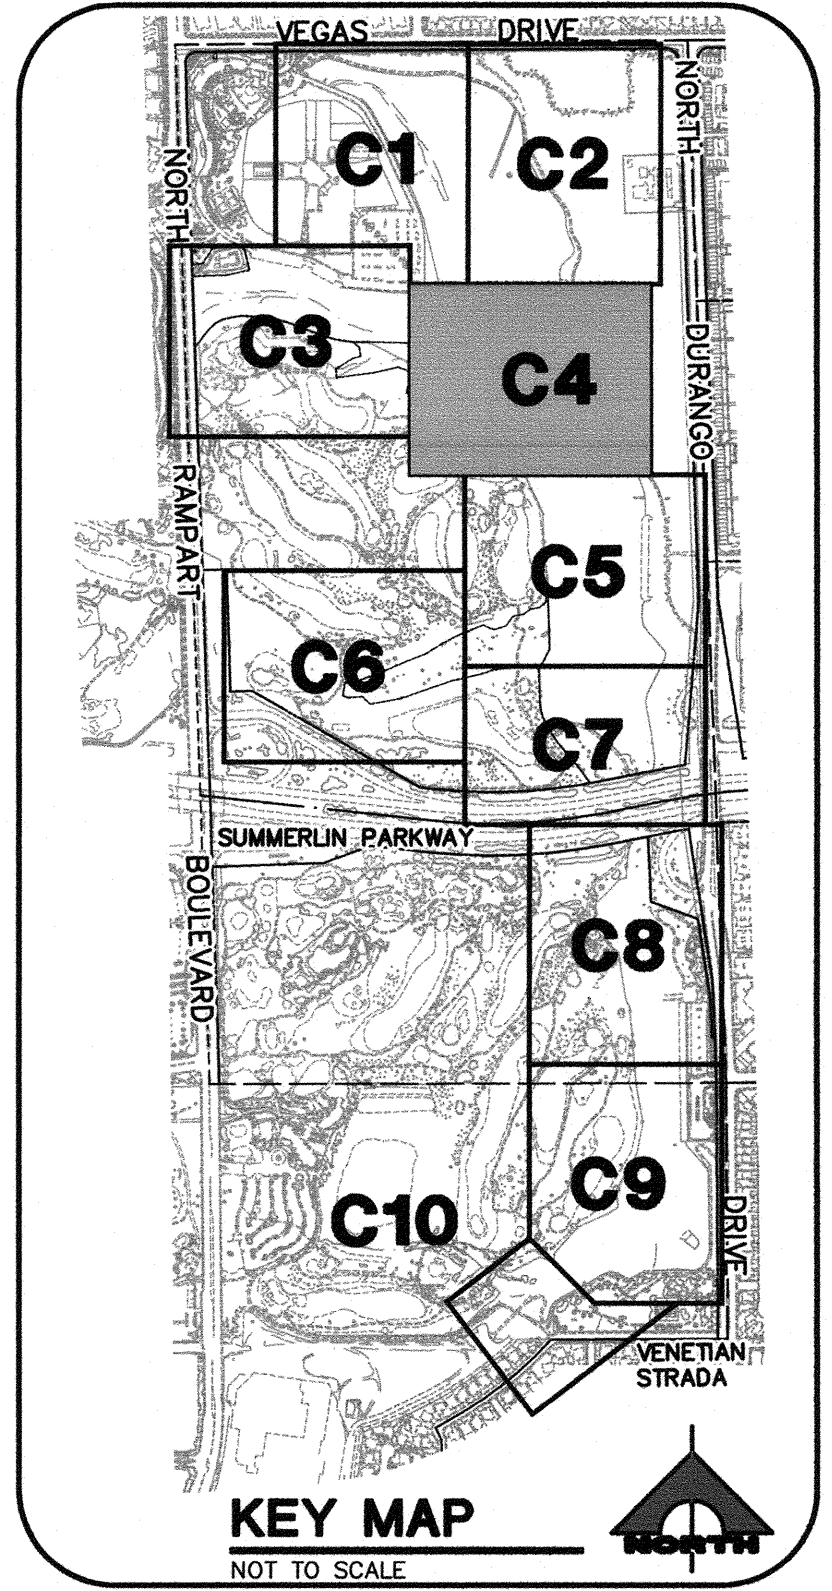 VEGAS DRIVE
NORTH
C1
C2
NORTH
C3
C4
DURANGO
RAMPART
C5
C6
C7
SUMMERLIN PARKWAY
BOULEVARD
C8
C9
C10
DRIVE
VENETIAN
STRADA
KEY MAP
NOT TO SCALE
NORTH